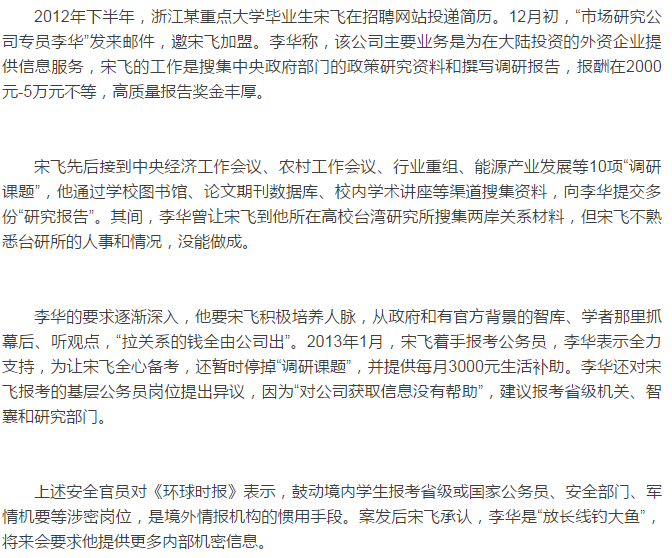 2012年下半年，浙江某重点大学毕业生宋飞在招聘网站投递简历。12月初，“市场研究公
司专员李华”发来邮件，邀宋飞加盟。李华称，该公司主要业务是为在大陆投资的外资企业提
供信息服务，宋飞的工作是搜集中央政府部门的政策研究资料和撰写调研报告，报酬在2000
元-5万元不等，高质量报告奖金丰厚。
宋飞先后接到中央经济工作会议、农村工作会议、行业重组、能源产业发展等10项“调研
课题”，他通过学校图书馆、论文期刊数据库、校内学术讲座等渠道搜集资料，向李华提交多
份“研究报告”。其间，李华曾让宋飞到他所在高校台湾研究所搜集两岸关系材料，但宋飞不熟
悉台研所的人事和情况，没能做成。
李华的要求逐渐深入，他要宋飞积极培养人脉，从政府和有官方背景的智库、学者那里抓
幕后、听观点，“拉关系的钱全由公司出”。2013年1月，宋飞着手报考公务员，李华表示全力
支持，为让宋飞全心备考，还暂时停掉“调研课题”，并提供每月3000元生活补助。李华还对宋
飞报考的基层公务员岗位提出异议，因为“对公司获取信息没有帮助”，建议报考省级机关、智
囊和研究部门。
上述安全官员对《环球时报》表示，鼓动境内学生报考省级或国家公务员、安全部门、军
情机要等涉密岗位，是境外情报机构的惯用手段。案发后宋飞承认，李华是“放长线钓大鱼”，
将来会要求他提供更多内部机密信息。